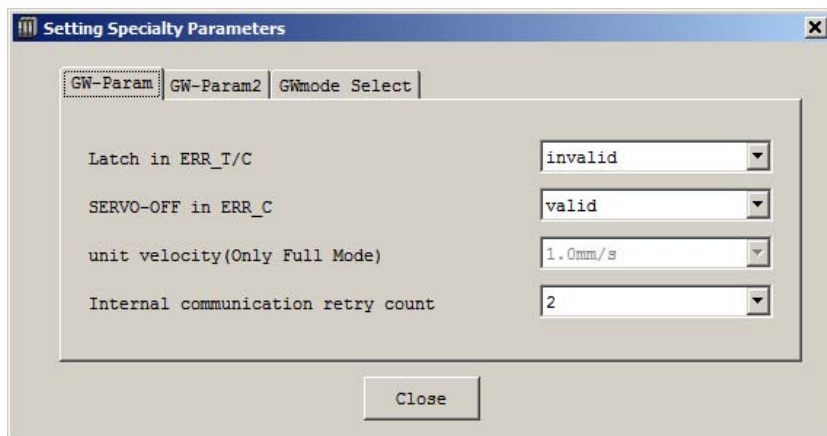 Setting Specialty Parameters
GW-Param GW-Param2 GWmode Select
Latch in ERR_T/C invalid
SERVO-OFF in ERR_C valid
unit velocity(Only Full Mode) 1.0mm/s
Internal communication retry count 2
Close